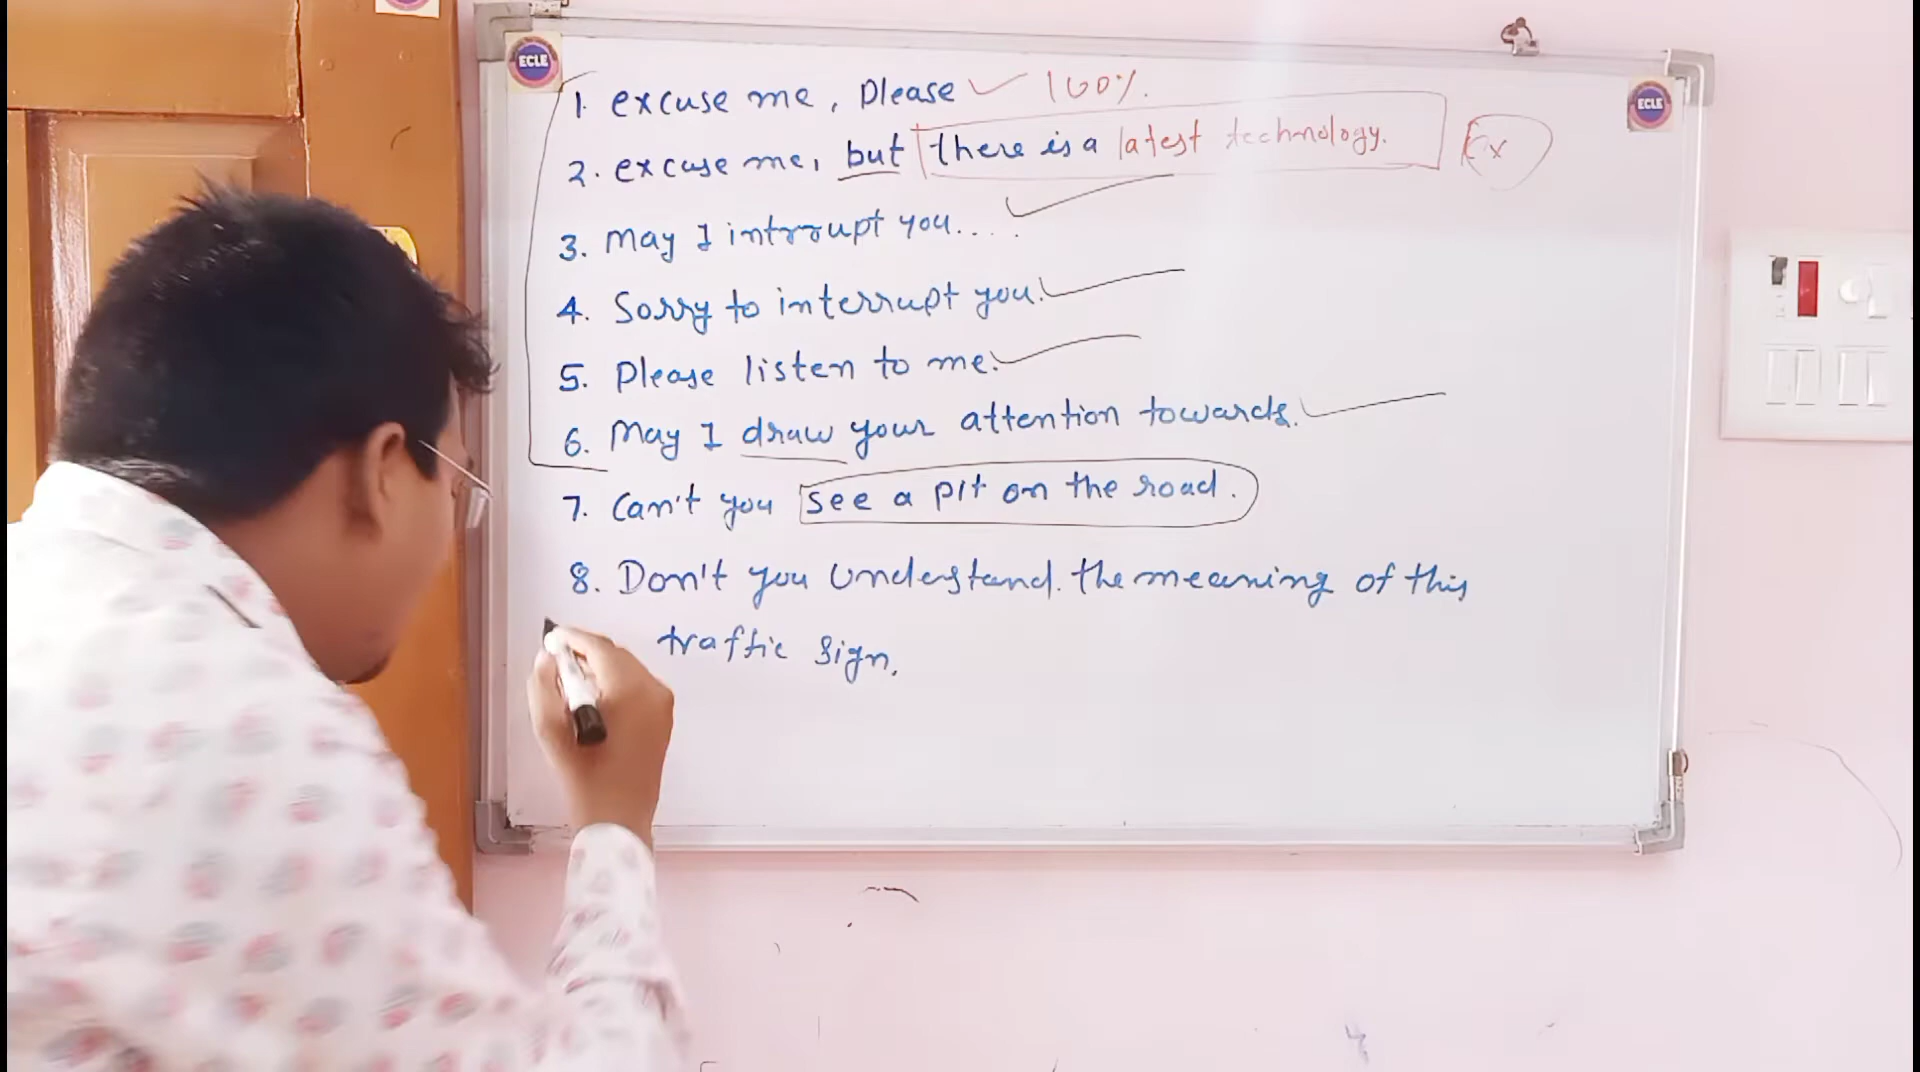 ECLE
ECLE
1. excuse me, Please 100%.
2. excuse me, but there is a latest technology. Ex
3. May I intrrupt you....
4. Sorry to interrupt you.
5. Please listen to me.
6. May I draw your attention towards.
7. Can't you see a pit on the road.
8. Don't you understand. the meaning of this
traffic sign.